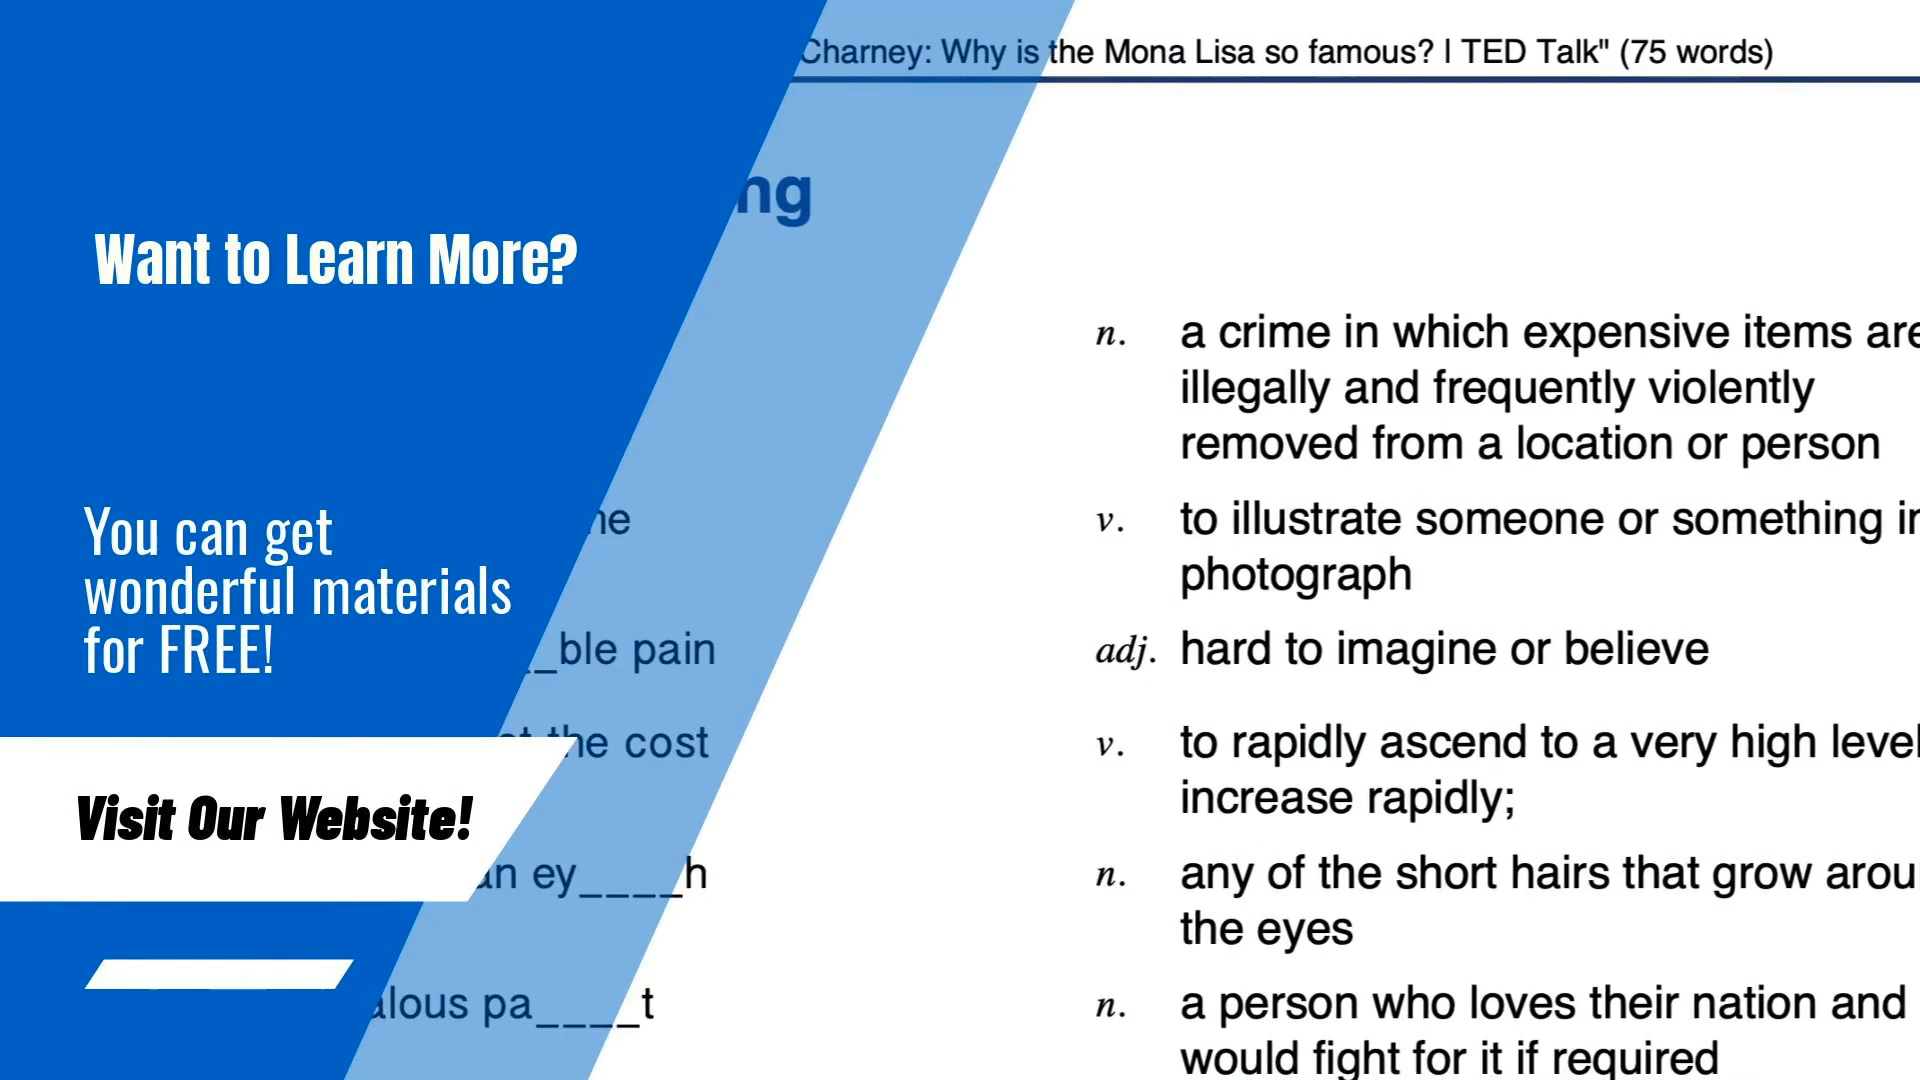 Charney: Why is the Mona Lisa so famous? | TED Talk" (75 words)
Want to Learn More?
You can get
wonderful materials
for FREE!
Visit Our Website!
ble pain
the cost
ey____h
alous pa____t
n. a crime in which expensive items are
illegally and frequently violently
removed from a location or person
v. to illustrate someone or something in
photograph
adj. hard to imagine or believe
v. to rapidly ascend to a very high level
increase rapidly;
n. any of the short hairs that grow arou
the eyes
n. a person who loves their nation and
would fight for it if required